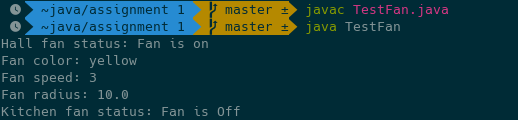 ~/java/assignment 1 master ± javac TestFan.java
~/java/assignment 1 master ± java TestFan
Hall fan status: Fan is on
Fan color: yellow
Fan speed: 3
Fan radius: 10.0
Kitchen fan status: Fan is Off